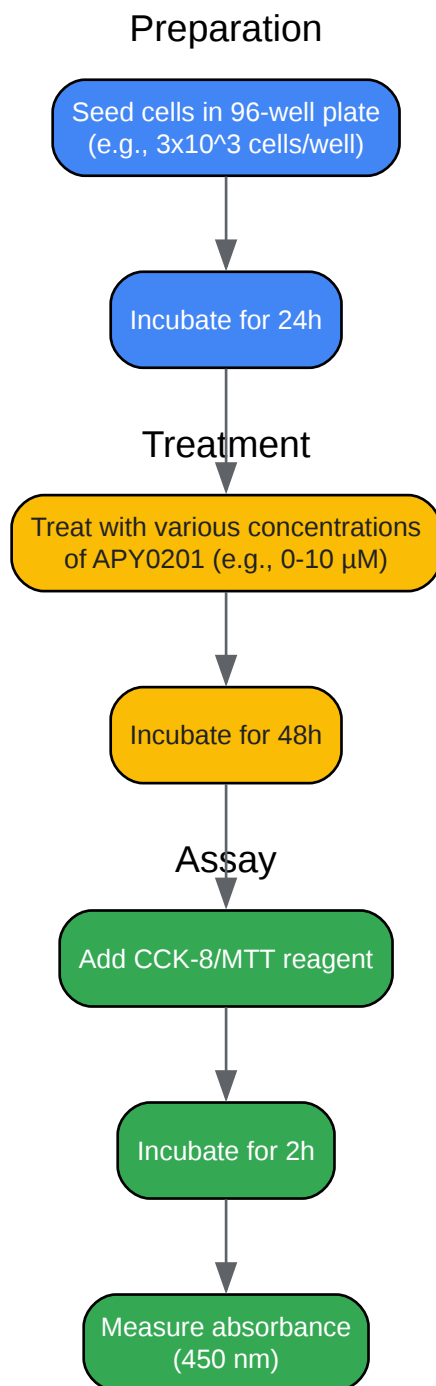 Preparation
Seed cells in 96-well plate
(e.g., 3x10^3 cells/well)
Incubate for 24h
Treatment
Treat with various concentrations
of APY0201 (e.g., 0-10 µM)
Incubate for 48h
Assay
Add CCK-8/MTT reagent
Incubate for 2h
Measure absorbance
(450 nm)